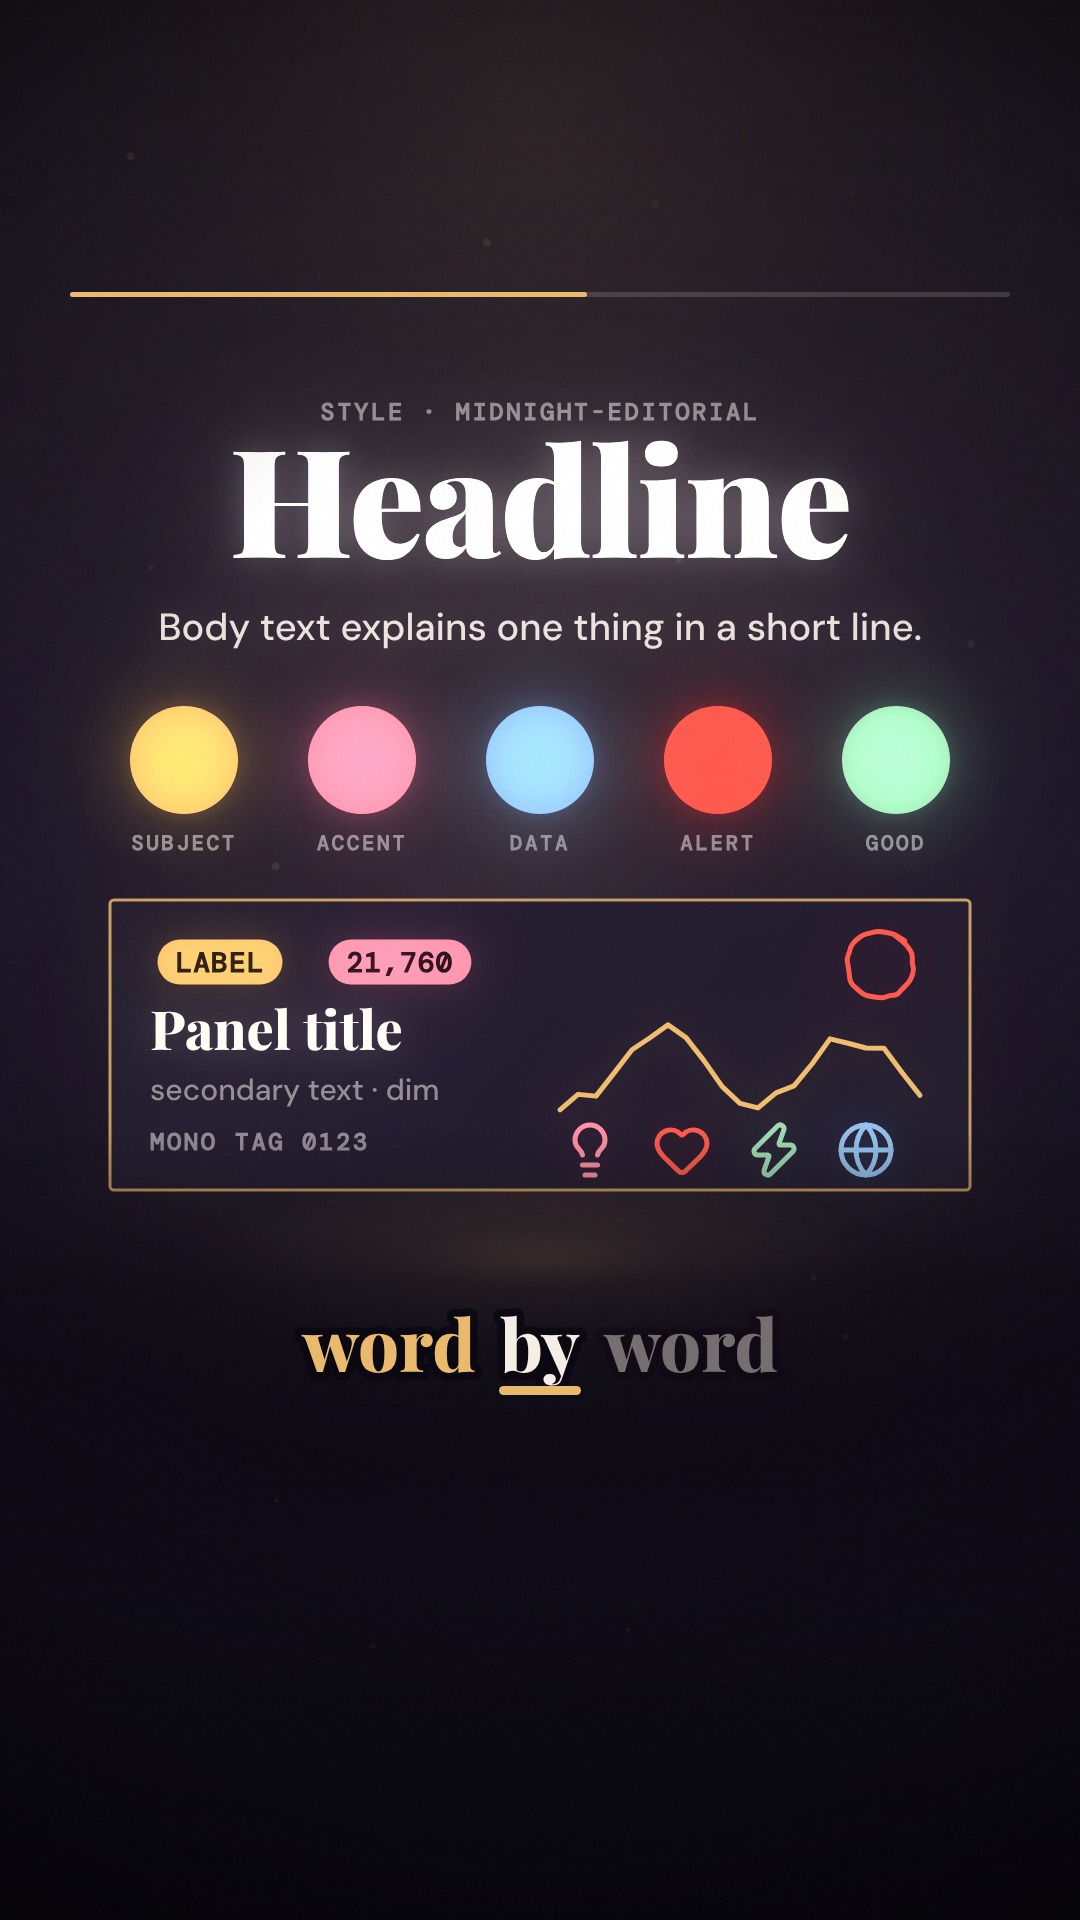 STYLE · MIDNIGHT-EDITORIAL
Headline
Body text explains one thing in a short line.
SUBJECT ACCENT DATA ALERT GOOD
LABEL 21,760
Panel title
secondary text · dim
MONO TAG 0123
word by word